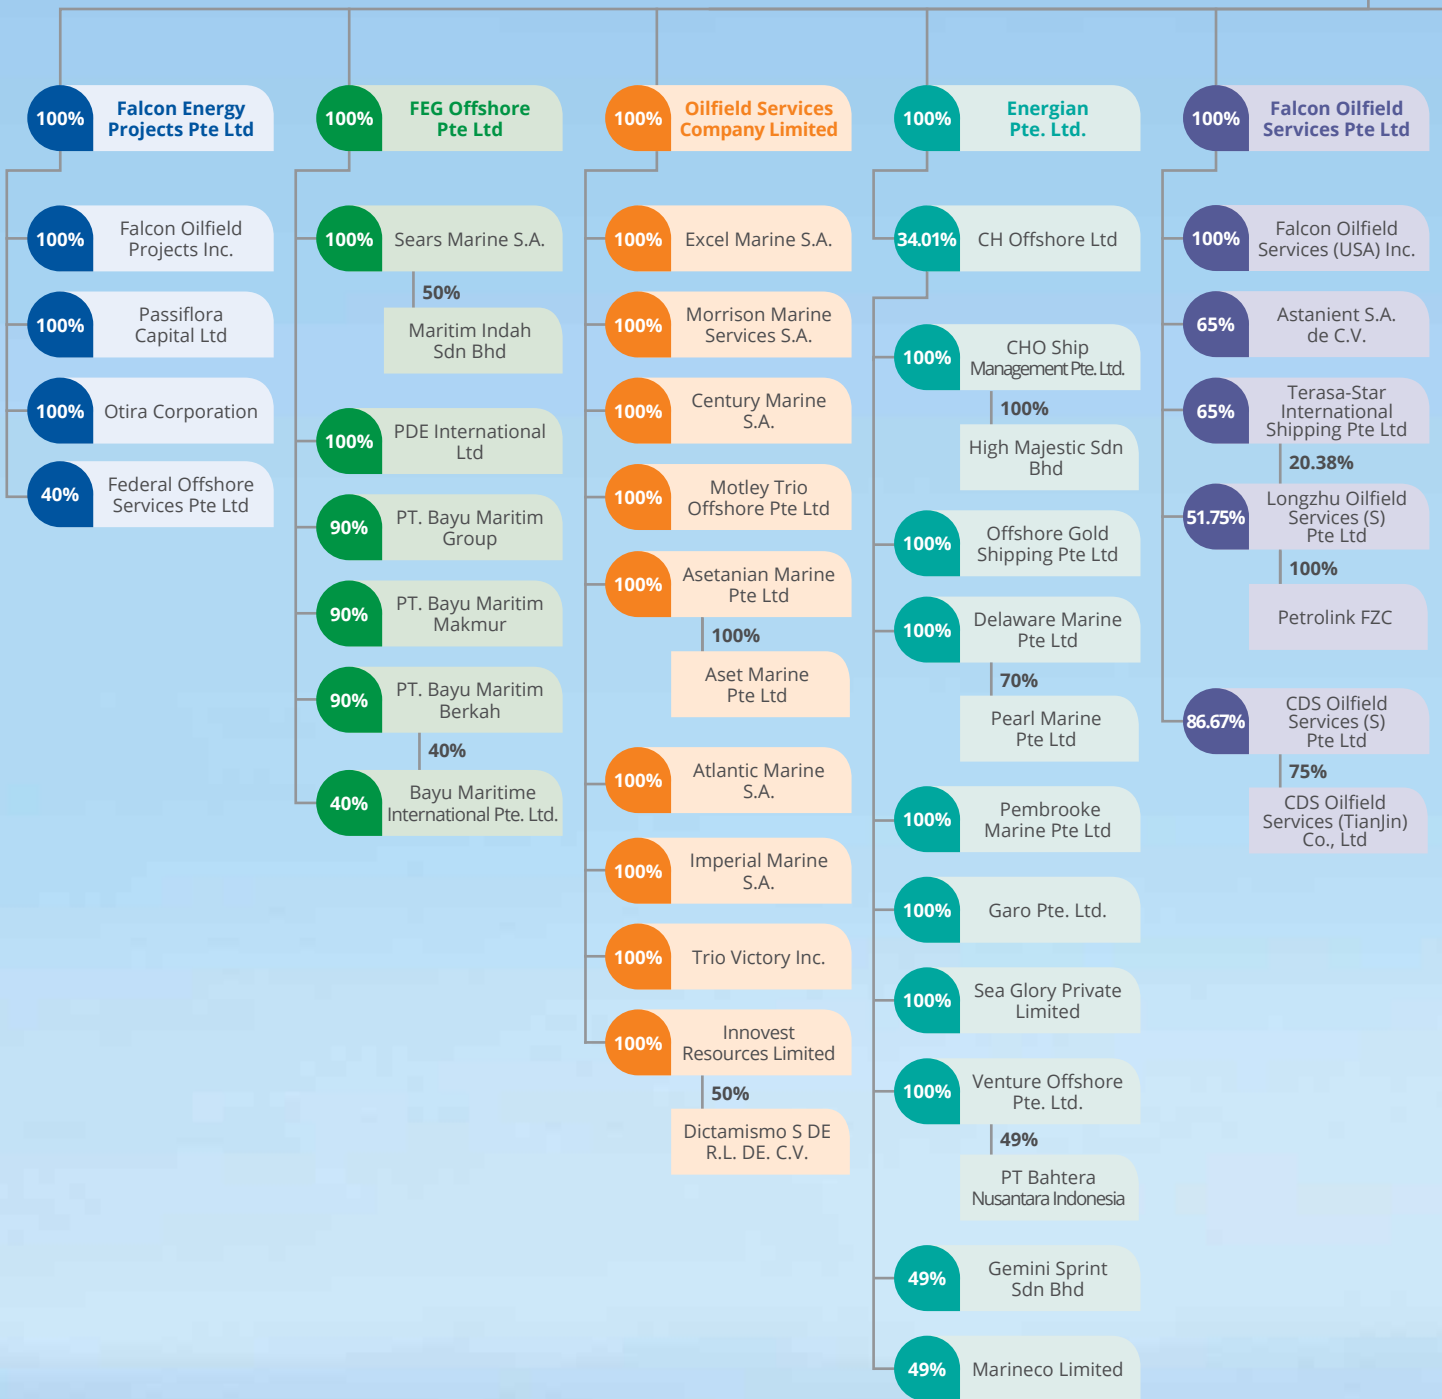 100%
Falcon Energy
Projects Pte Ltd
100%
Falcon Oilfield
Projects Inc.
100%
Passiflora
Capital Ltd
100%
Otira Corporation
40%
Federal Offshore
Services Pte Ltd
100%
FEG Offshore
Pte Ltd
100%
Sears Marine S.A.
50%
Maritim Indah
Sdn Bhd
100%
PDE International
Ltd
90%
PT. Bayu Maritim
Group
90%
PT. Bayu Maritim
Makmur
90%
PT. Bayu Maritim
Berkah
40%
40%
Bayu Maritime
International Pte. Ltd.
100%
Oilfield Services
Company Limited
100%
Excel Marine S.A.
100%
Morrison Marine
Services S.A.
100%
Century Marine
S.A.
100%
Motley Trio
Offshore Pte Ltd
100%
Asetanian Marine
Pte Ltd
100%
Aset Marine
Pte Ltd
100%
Atlantic Marine
S.A.
100%
Imperial Marine
S.A.
100%
Trio Victory Inc.
100%
Innovest
Resources Limited
50%
Dictamismo S DE
R.L. DE. C.V.
100%
Energian
Pte. Ltd.
34.01%
CH Offshore Ltd
100%
CHO Ship
Management Pte. Ltd.
100%
High Majestic Sdn
Bhd
100%
Offshore Gold
Shipping Pte Ltd
100%
Delaware Marine
Pte Ltd
70%
Pearl Marine
Pte Ltd
100%
Pembrooke
Marine Pte Ltd
100%
Garo Pte. Ltd.
100%
Sea Glory Private
Limited
100%
Venture Offshore
Pte. Ltd.
49%
PT Bahtera
Nusantara Indonesia
49%
Gemini Sprint
Sdn Bhd
49%
Marineco Limited
100%
Falcon Oilfield
Services Pte Ltd
100%
Falcon Oilfield
Services (USA) Inc.
65%
Astanient S.A.
de C.V.
65%
Terasa-Star
International
Shipping Pte Ltd
20.38%
51.75%
Longzhu Oilfield
Services (S)
Pte Ltd
100%
Petrolink FZC
86.67%
CDS Oilfield
Services (S)
Pte Ltd
75%
CDS Oilfield
Services (TianJin)
Co., Ltd